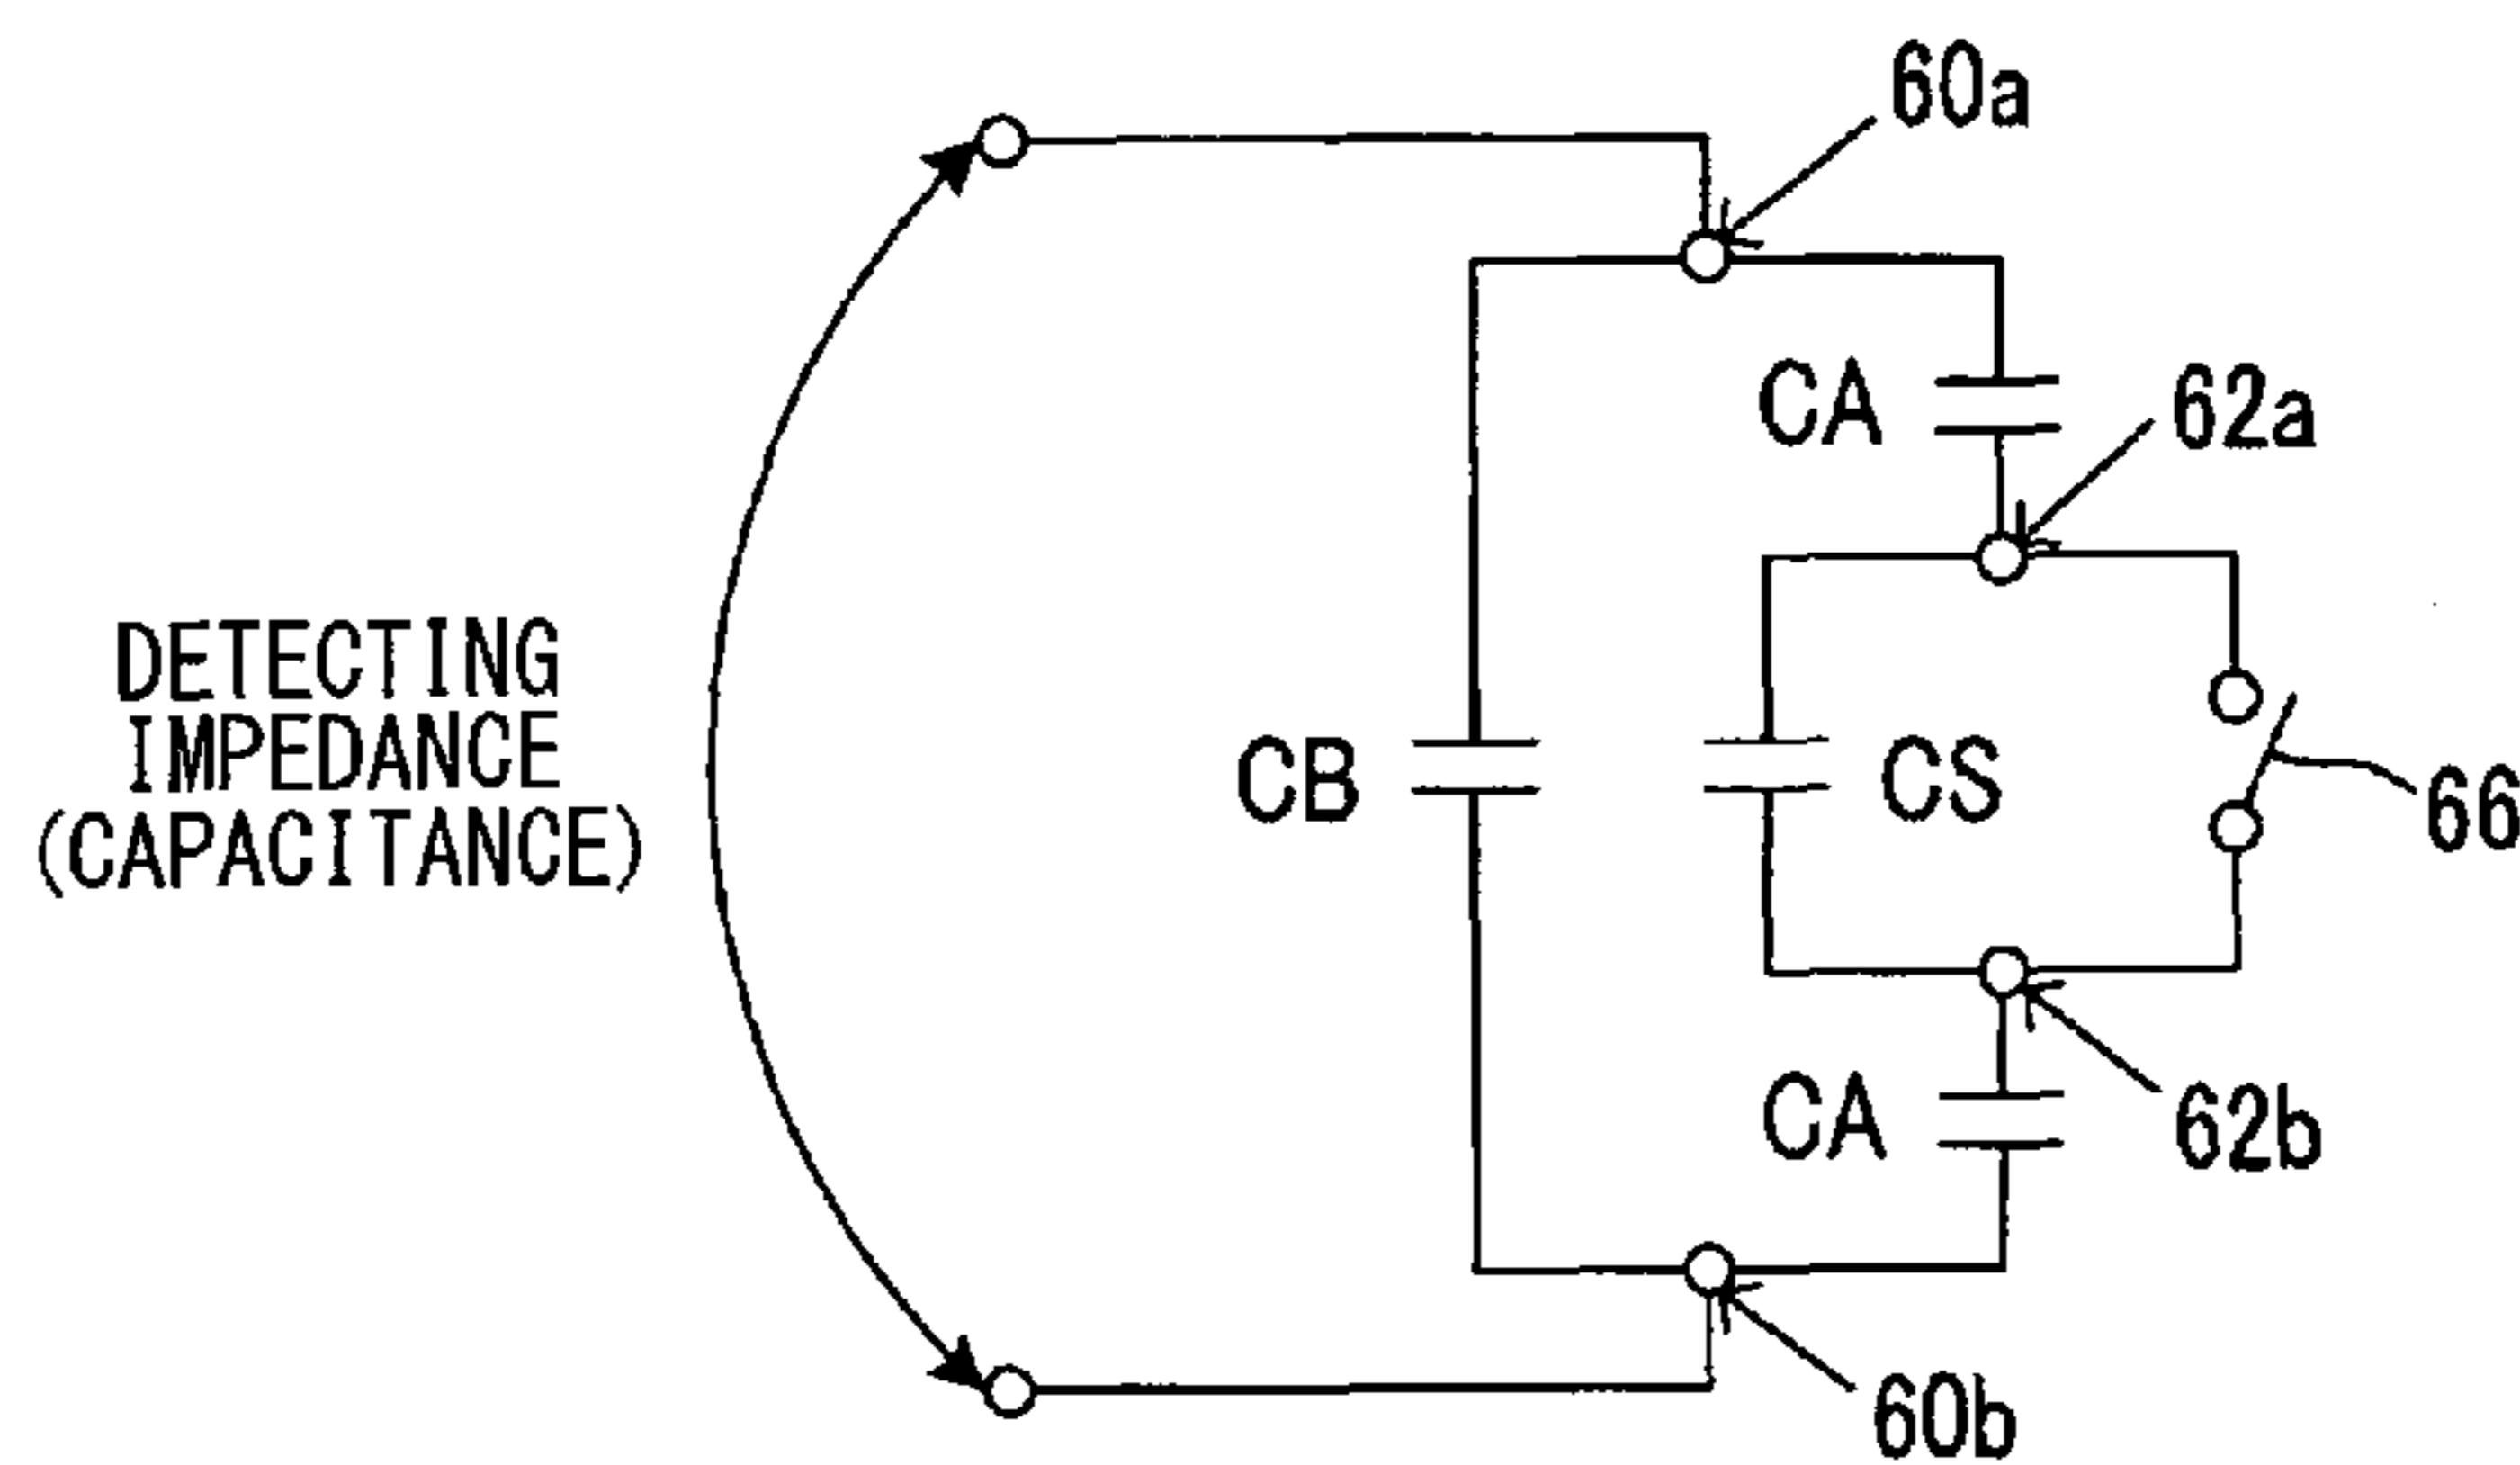 60a
CA
62a
DETECTING
IMPEDANCE
(CAPACITANCE)
CB
CS
66
CA
62b
60b